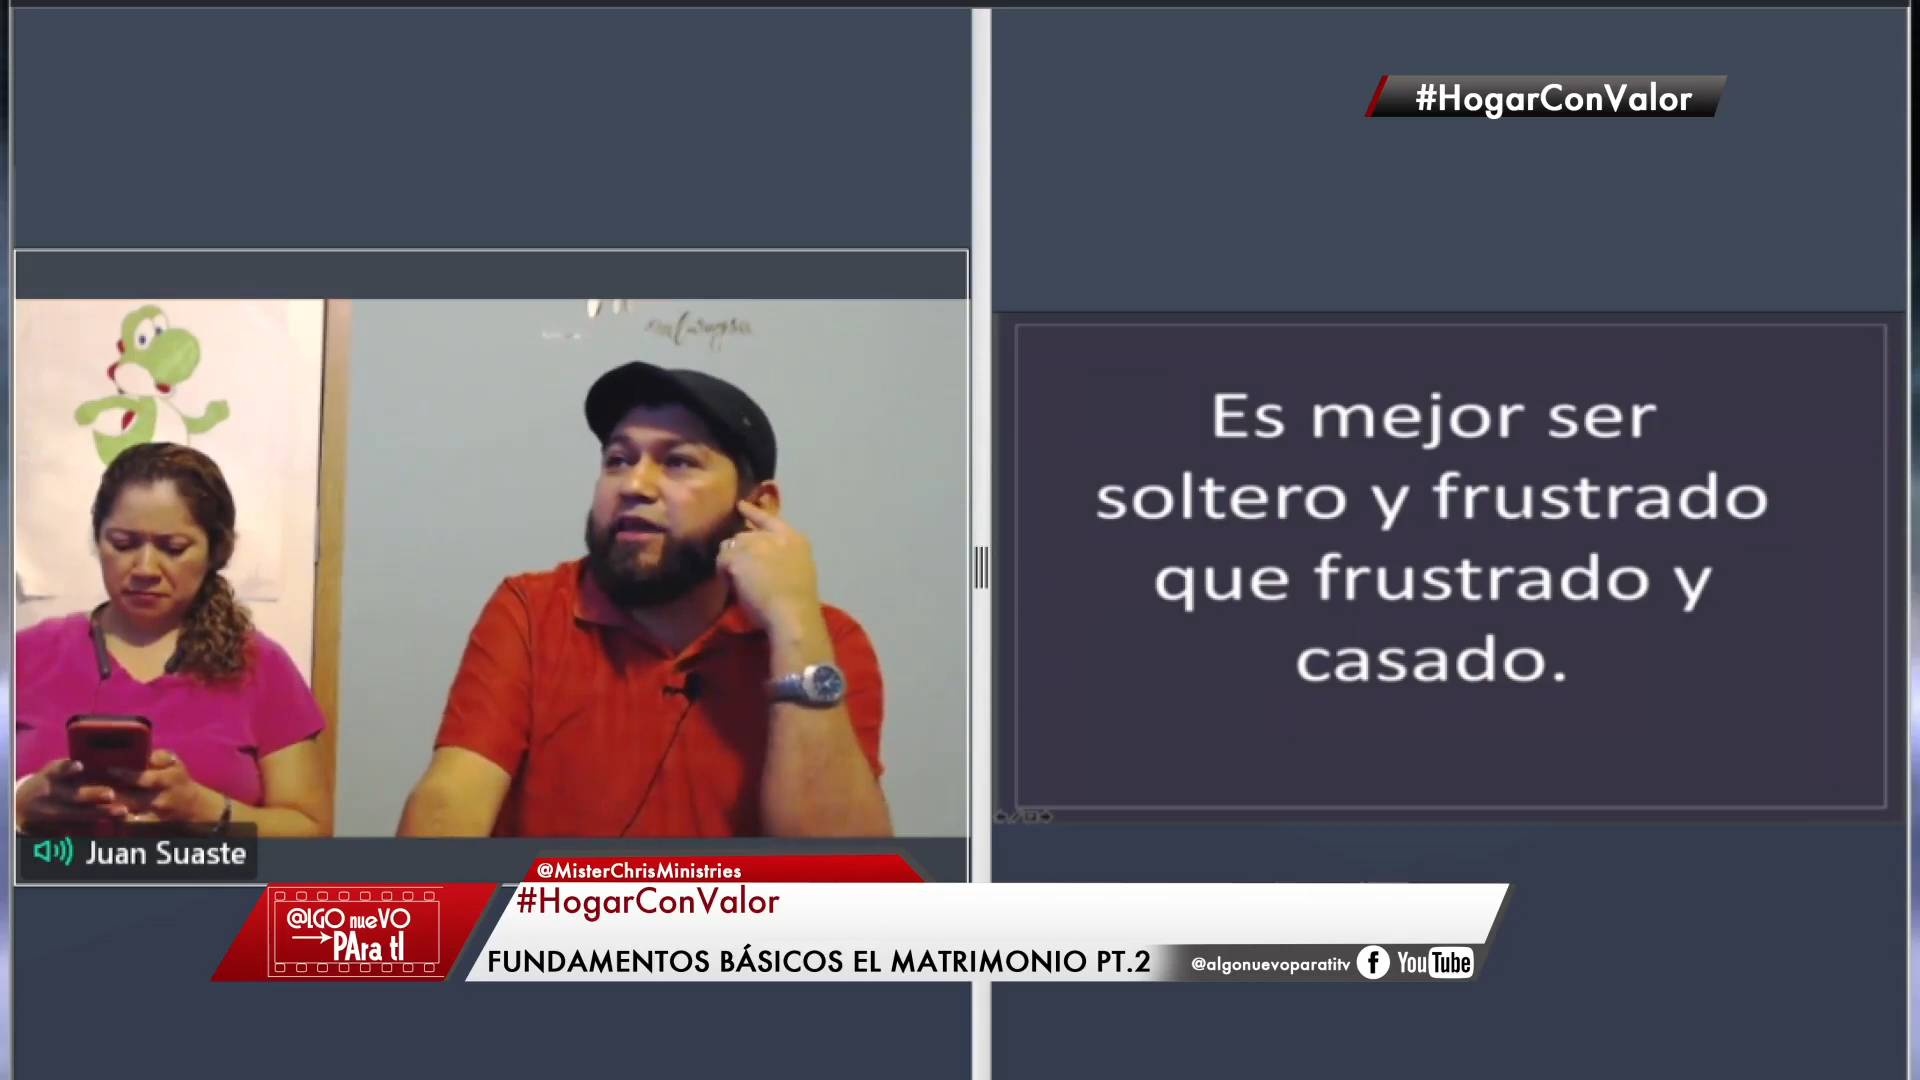 #HogarConValor
always
Es mejor ser
soltero y frustrado
que frustrado y
casado.
Juan Suaste
@MisterChrisMinistries
#HogarConValor
@LGO nueVO
PAra tI
FUNDAMENTOS BÁSICOS EL MATRIMONIO PT.2
@algonuevoparatitv f YouTube